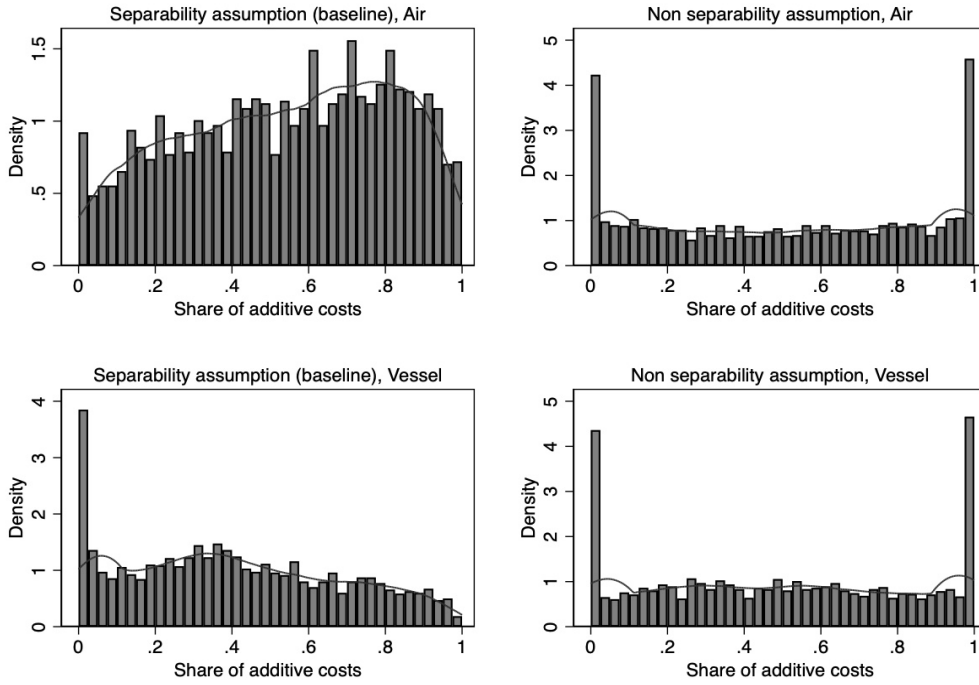 Separability assumption (baseline), Air
1.5
1
.5
0
Density
0 .2 .4 .6 .8 1
Share of additive costs
Non separability assumption, Air
5
4
3
2
1
0
Density
0 .2 .4 .6 .8 1
Share of additive costs
Separability assumption (baseline), Vessel
4
3
2
1
0
Density
0 .2 .4 .6 .8 1
Share of additive costs
Non separability assumption, Vessel
5
4
3
2
1
0
Density
0 .2 .4 .6 .8 1
Share of additive costs